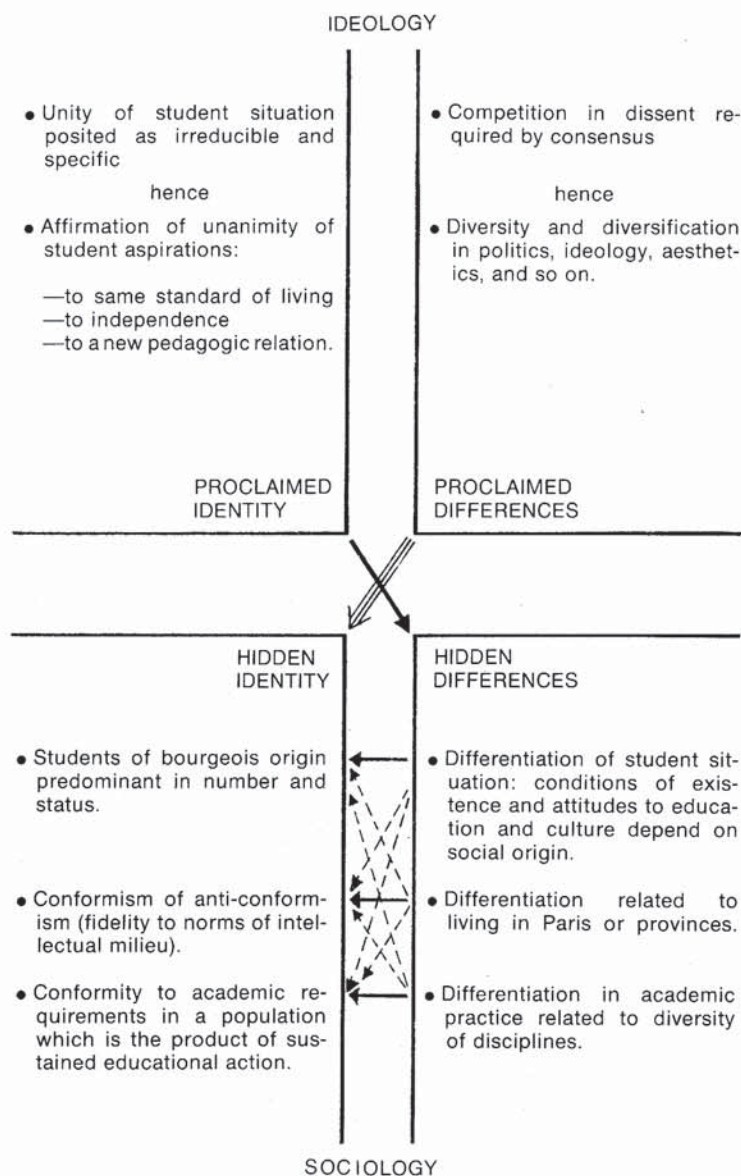 IDEOLOGY
• Unity of student situation
posited as irreducible and
specific
hence
• Affirmation of unanimity of
student aspirations:
—to same standard of living
—to independence
—to a new pedagogic relation.
PROCLAIMED
IDENTITY
• Competition in dissent re-
quired by consensus
hence
• Diversity and diversification
in politics, ideology, aesthet-
ics, and so on.
PROCLAIMED
DIFFERENCES
HIDDEN
IDENTITY
• Students of bourgeois origin
predominant in number and
status.
• Conformism of anti-conform-
ism (fidelity to norms of intel-
lectual milieu).
• Conformity to academic re-
quirements in a population
which is the product of sus-
tained educational action.
HIDDEN
DIFFERENCES
• Differentiation of student sit-
uation: conditions of exis-
tence and attitudes to educa-
tion and culture depend on
social origin.
• Differentiation related to
living in Paris or provinces.
• Differentiation in academic
practice related to diversity
of disciplines.
SOCIOLOGY